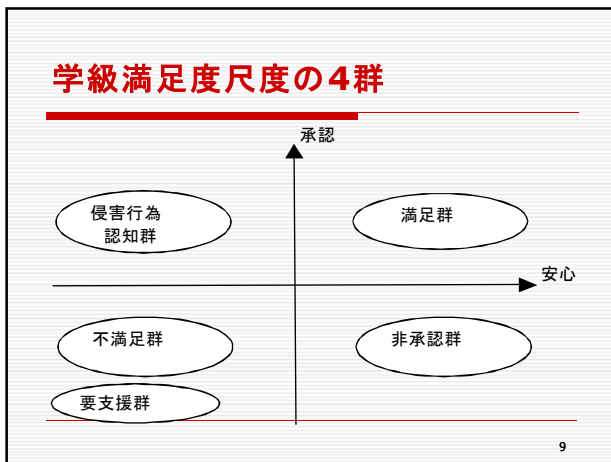 学級満足度尺度の4群
承認
侵害行為
認知群
満足群
安心
不満足群
非承認群
要支援群
9